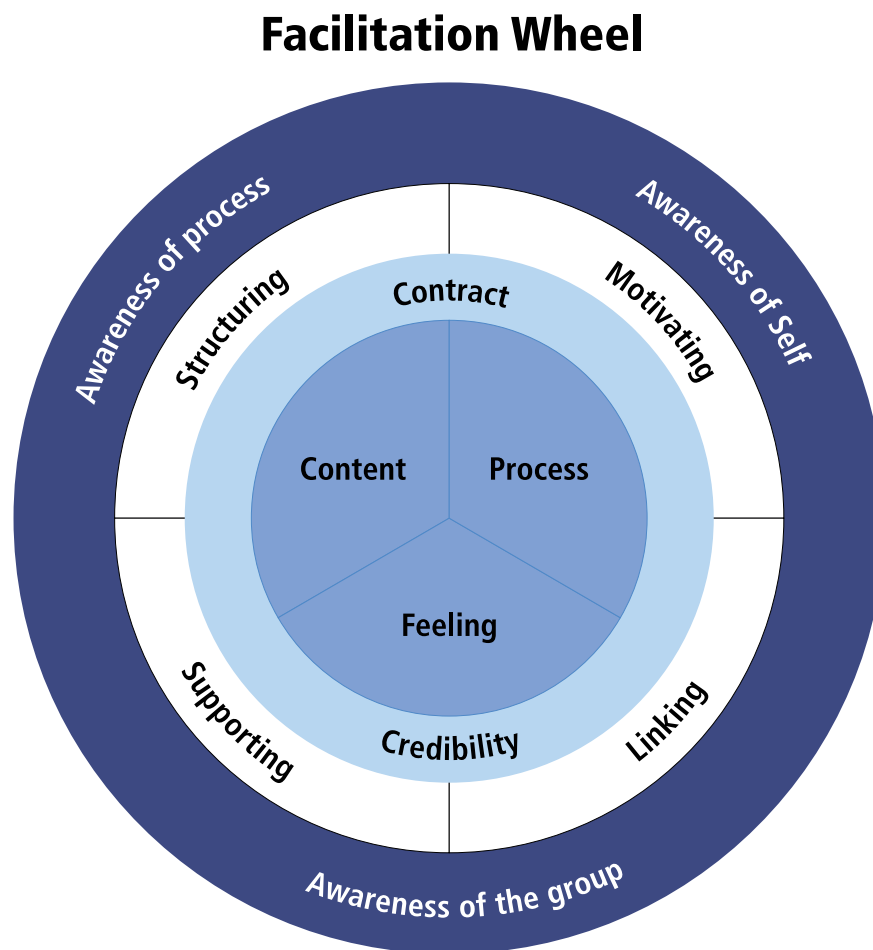 Facilitation Wheel
Awareness of process
Awareness of Self
Structuring
Contract
Motivating
Content
Process
Feeling
Supporting
Credibility
Linking
Awareness of the group